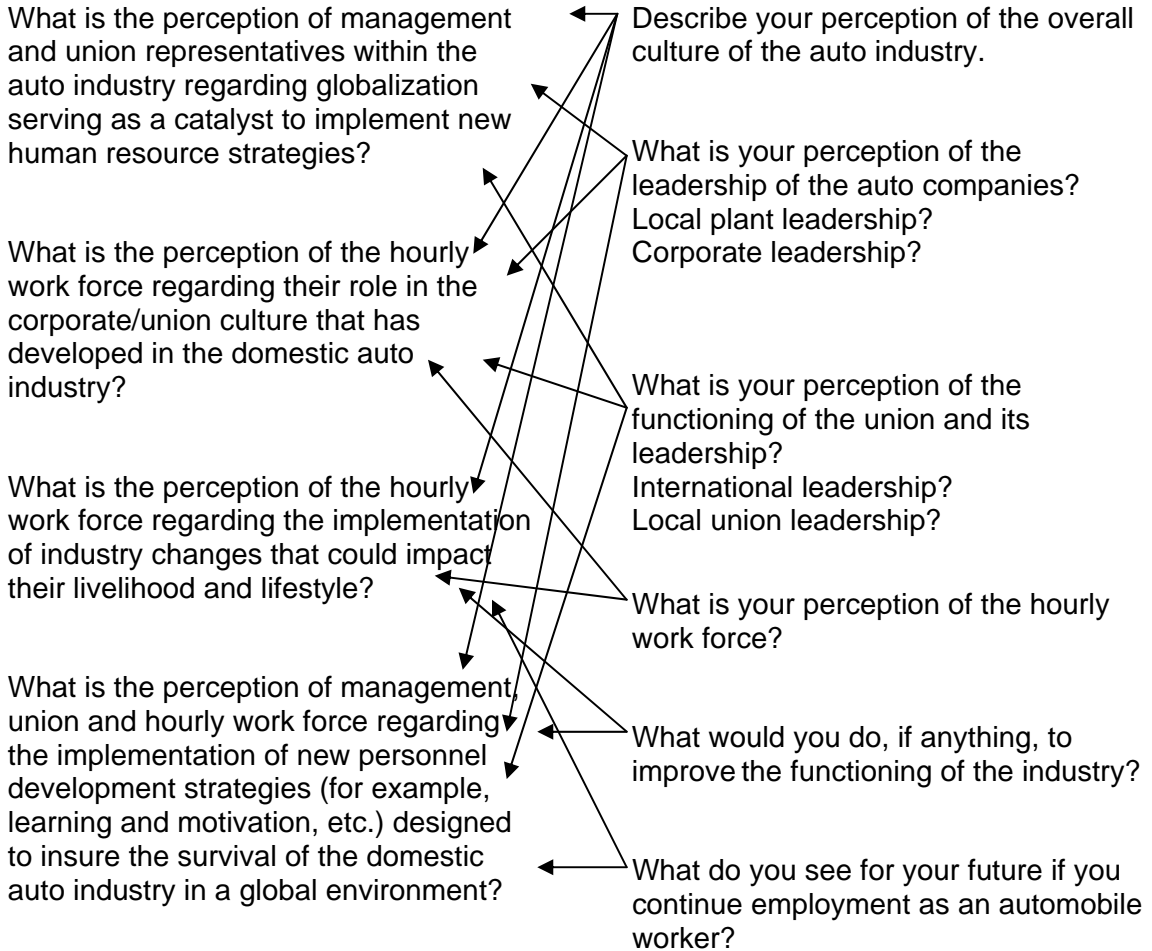 What is the perception of management
and union representatives within the
auto industry regarding globalization
serving as a catalyst to implement new
human resource strategies?
What is the perception of the hourly
work force regarding their role in the
corporate/union culture that has
developed in the domestic auto
industry?
What is the perception of the hourly
work force regarding the implementation
of industry changes that could impact
their livelihood and lifestyle?
What is the perception of management,
union and hourly work force regarding
the implementation of new personnel
development strategies (for example,
learning and motivation, etc.) designed
to insure the survival of the domestic
auto industry in a global environment?
Describe your perception of the overall
culture of the auto industry.
What is your perception of the
leadership of the auto companies?
Local plant leadership?
Corporate leadership?
What is your perception of the
functioning of the union and its
leadership?
International leadership?
Local union leadership?
What is your perception of the hourly
work force?
What would you do, if anything, to
improve the functioning of the industry?
What do you see for your future if you
continue employment as an automobile
worker?